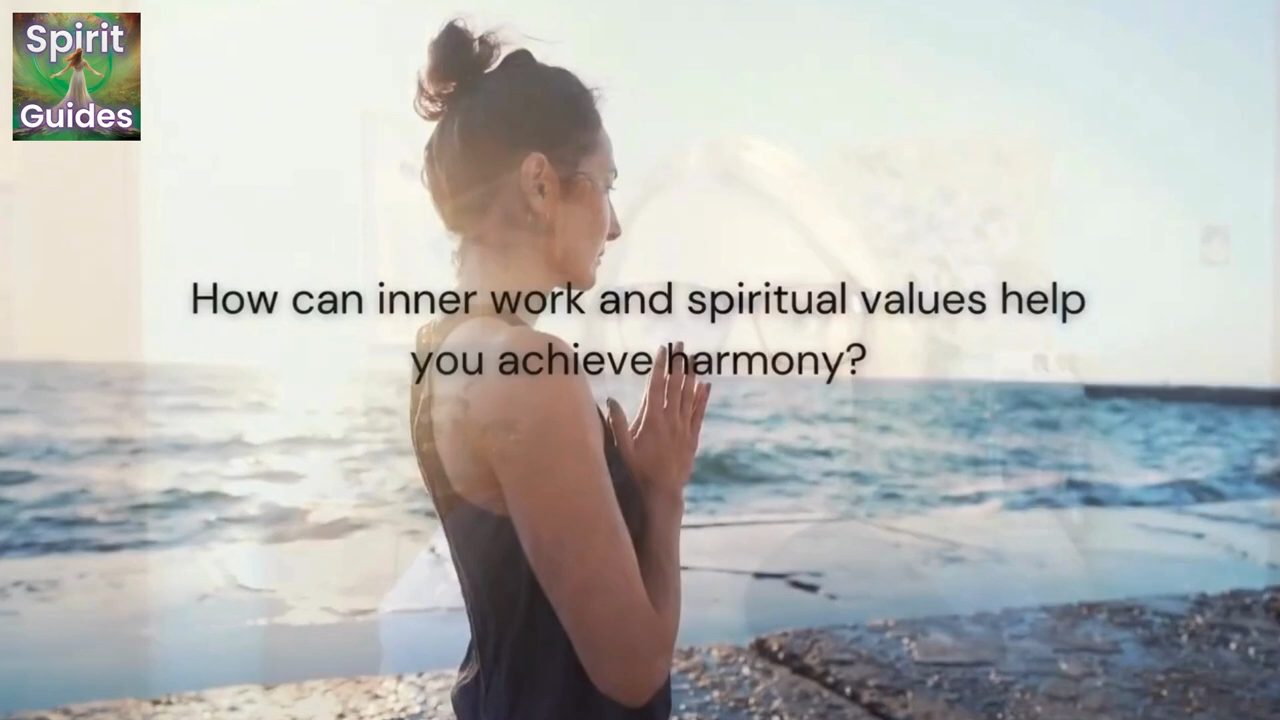 Spirit
Guides
How can inner work and spiritual values help
you achieve harmony?